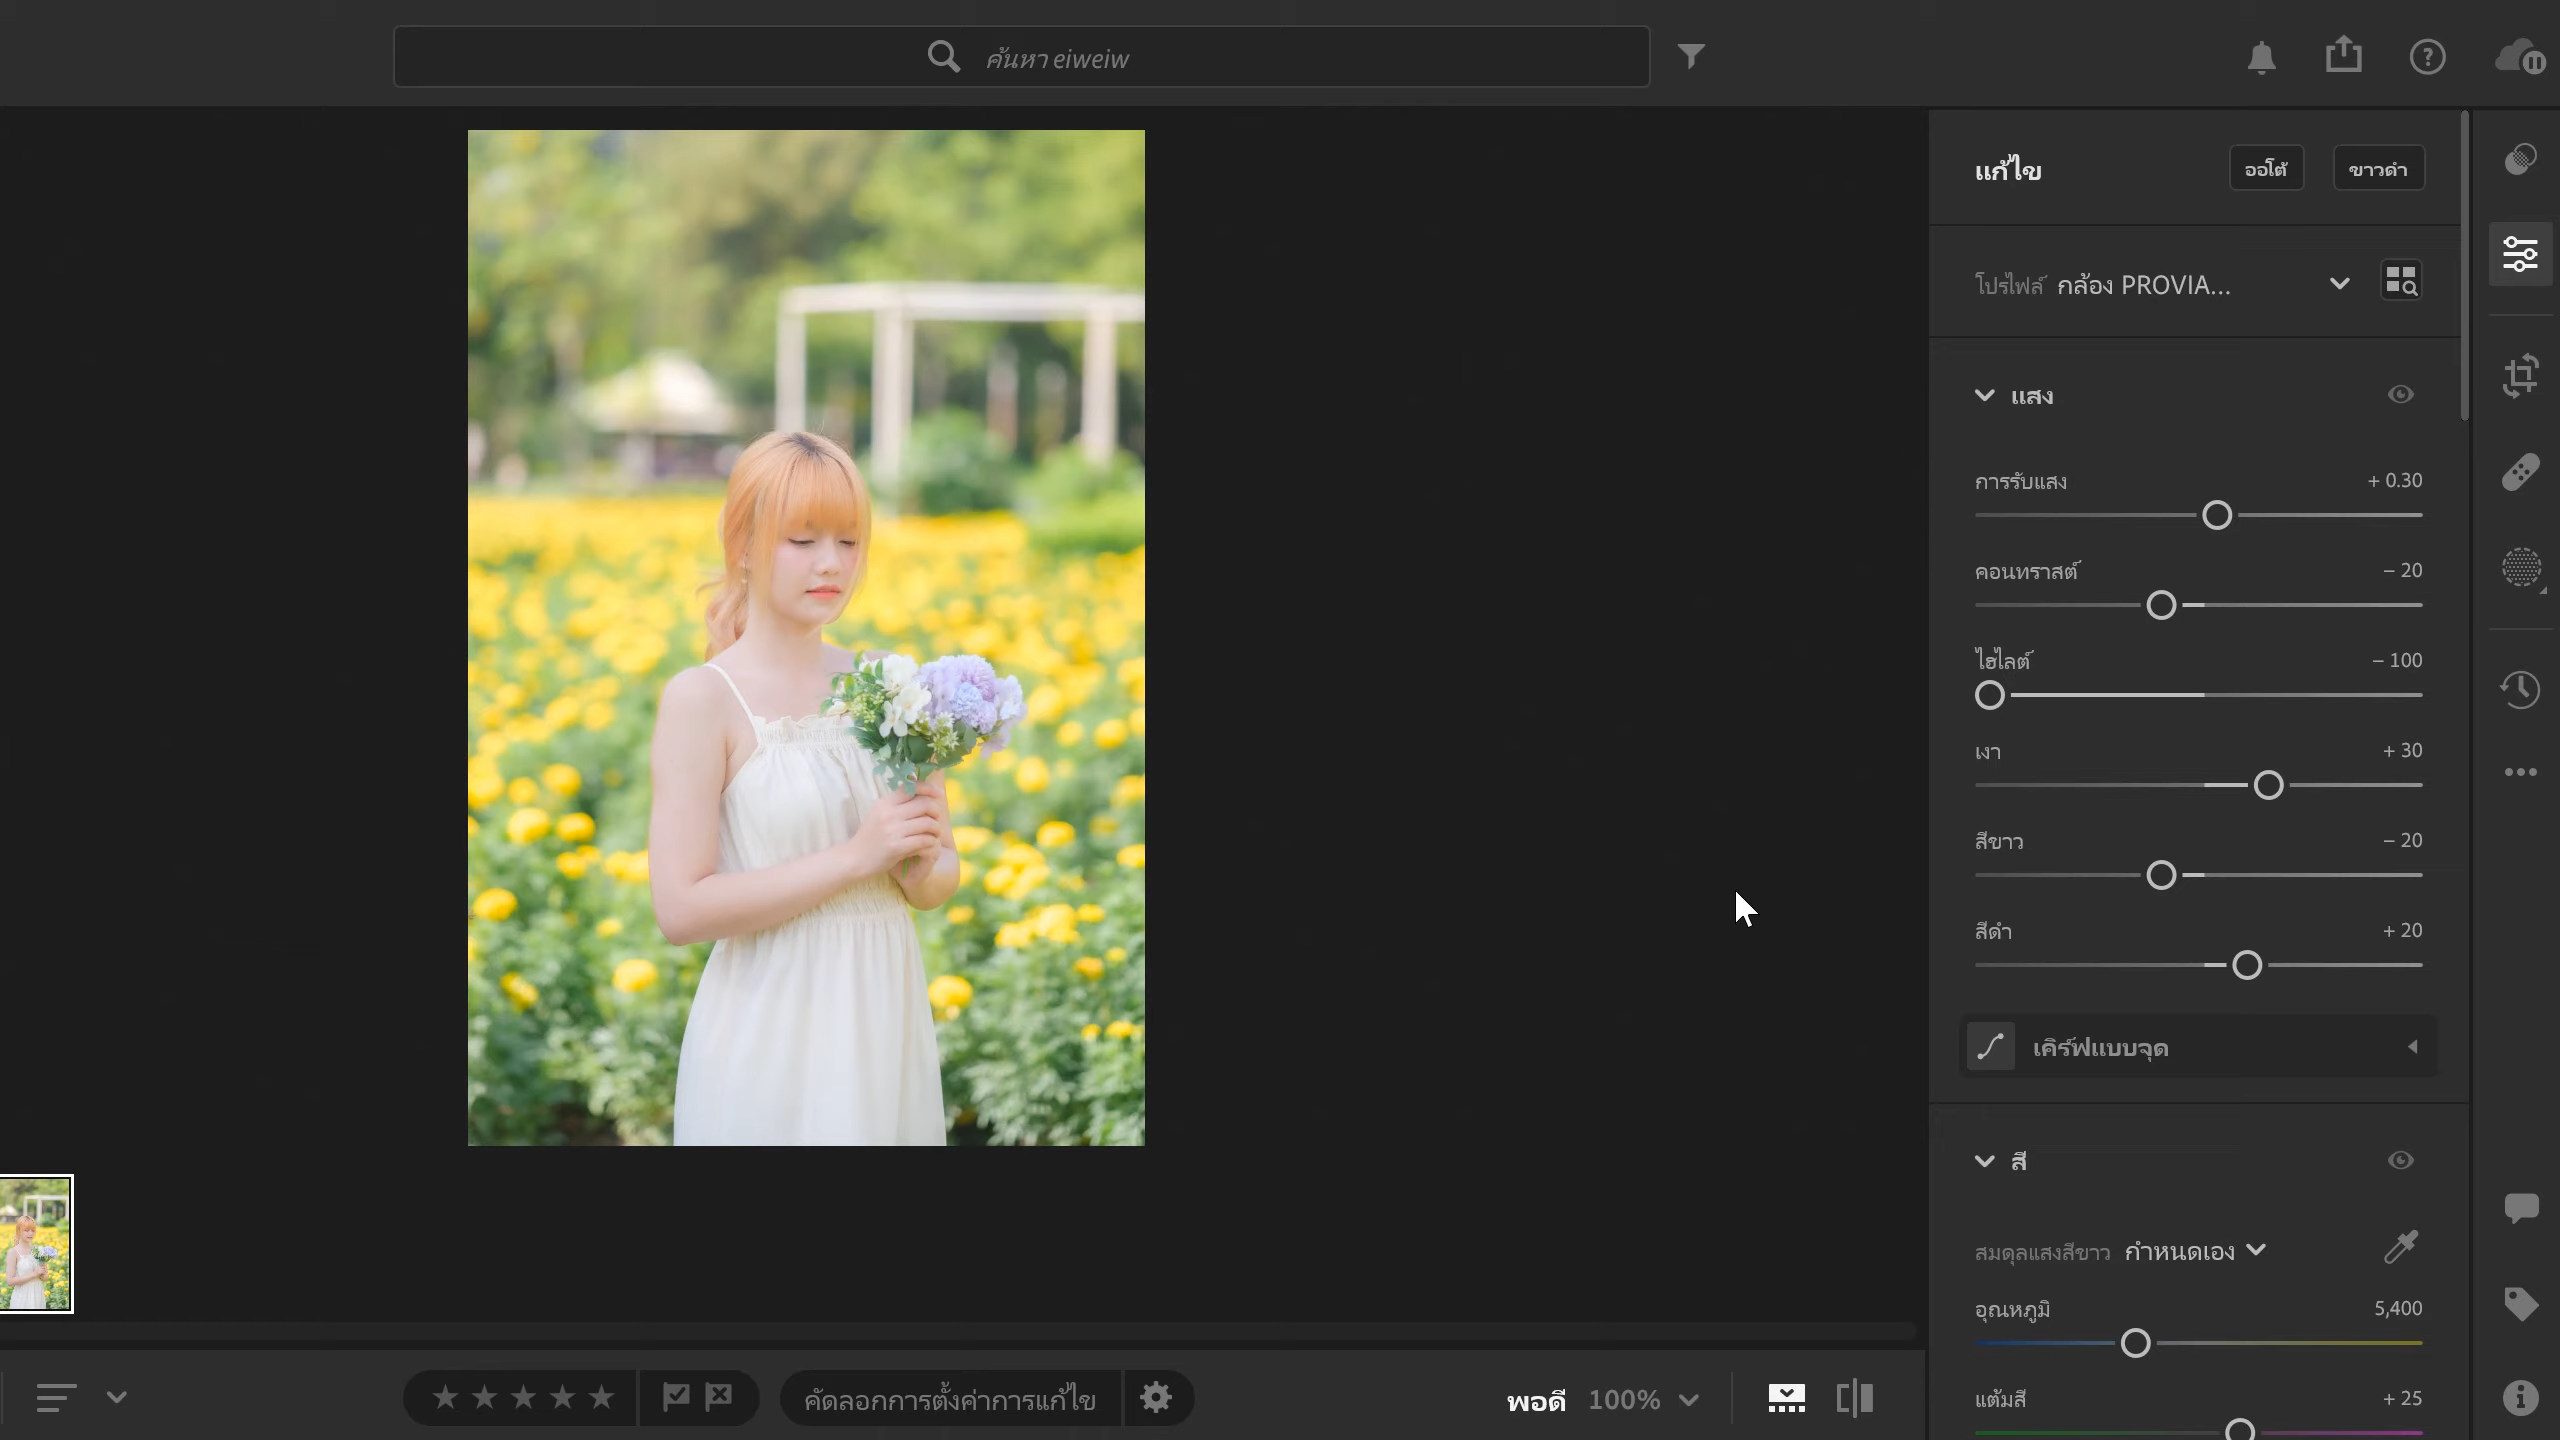 ค้นหา eiweiw
แก้ไข
ออโต้
ขาวดำ
โปรไฟล์ กล้อง PROVIA...
แสง
การรับแสง + 0.30
คอนทราสต์ – 20
ไฮไลต์ – 100
เงา + 30
สีขาว – 20
สีดำ + 20
เคิร์ฟแบบจุด
สี
สมดุลแสงสีขาว กำหนดเอง
อุณหภูมิ 5,400
แต้มสี + 25
คัดลอกการตั้งค่าการแก้ไข
พอดี 100%